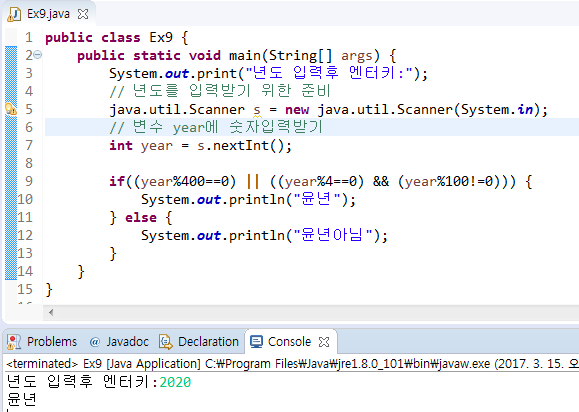 Ex9.java
1 public class Ex9 {
2 public static void main(String[] args) {
3 System.out.print("년도 입력후 엔터키:");
4 // 년도를 입력받기 위한 준비
5 java.util.Scanner s = new java.util.Scanner(System.in);
6 // 변수 year에 숫자입력받기
7 int year = s.nextInt();
8
9 if((year%400==0) || ((year%4==0) && (year%100!=0))) {
10 System.out.println("윤년");
11 } else {
12 System.out.println("윤년아님");
13 }
14 }
15 }
16
Problems @ Javadoc Declaration Console
<terminated> Ex9 [Java Application] C:₩Program Files₩Java₩jre1.8.0_101₩bin₩javaw.exe (2017. 3. 15. 오
년도 입력후 엔터키:2020
윤년